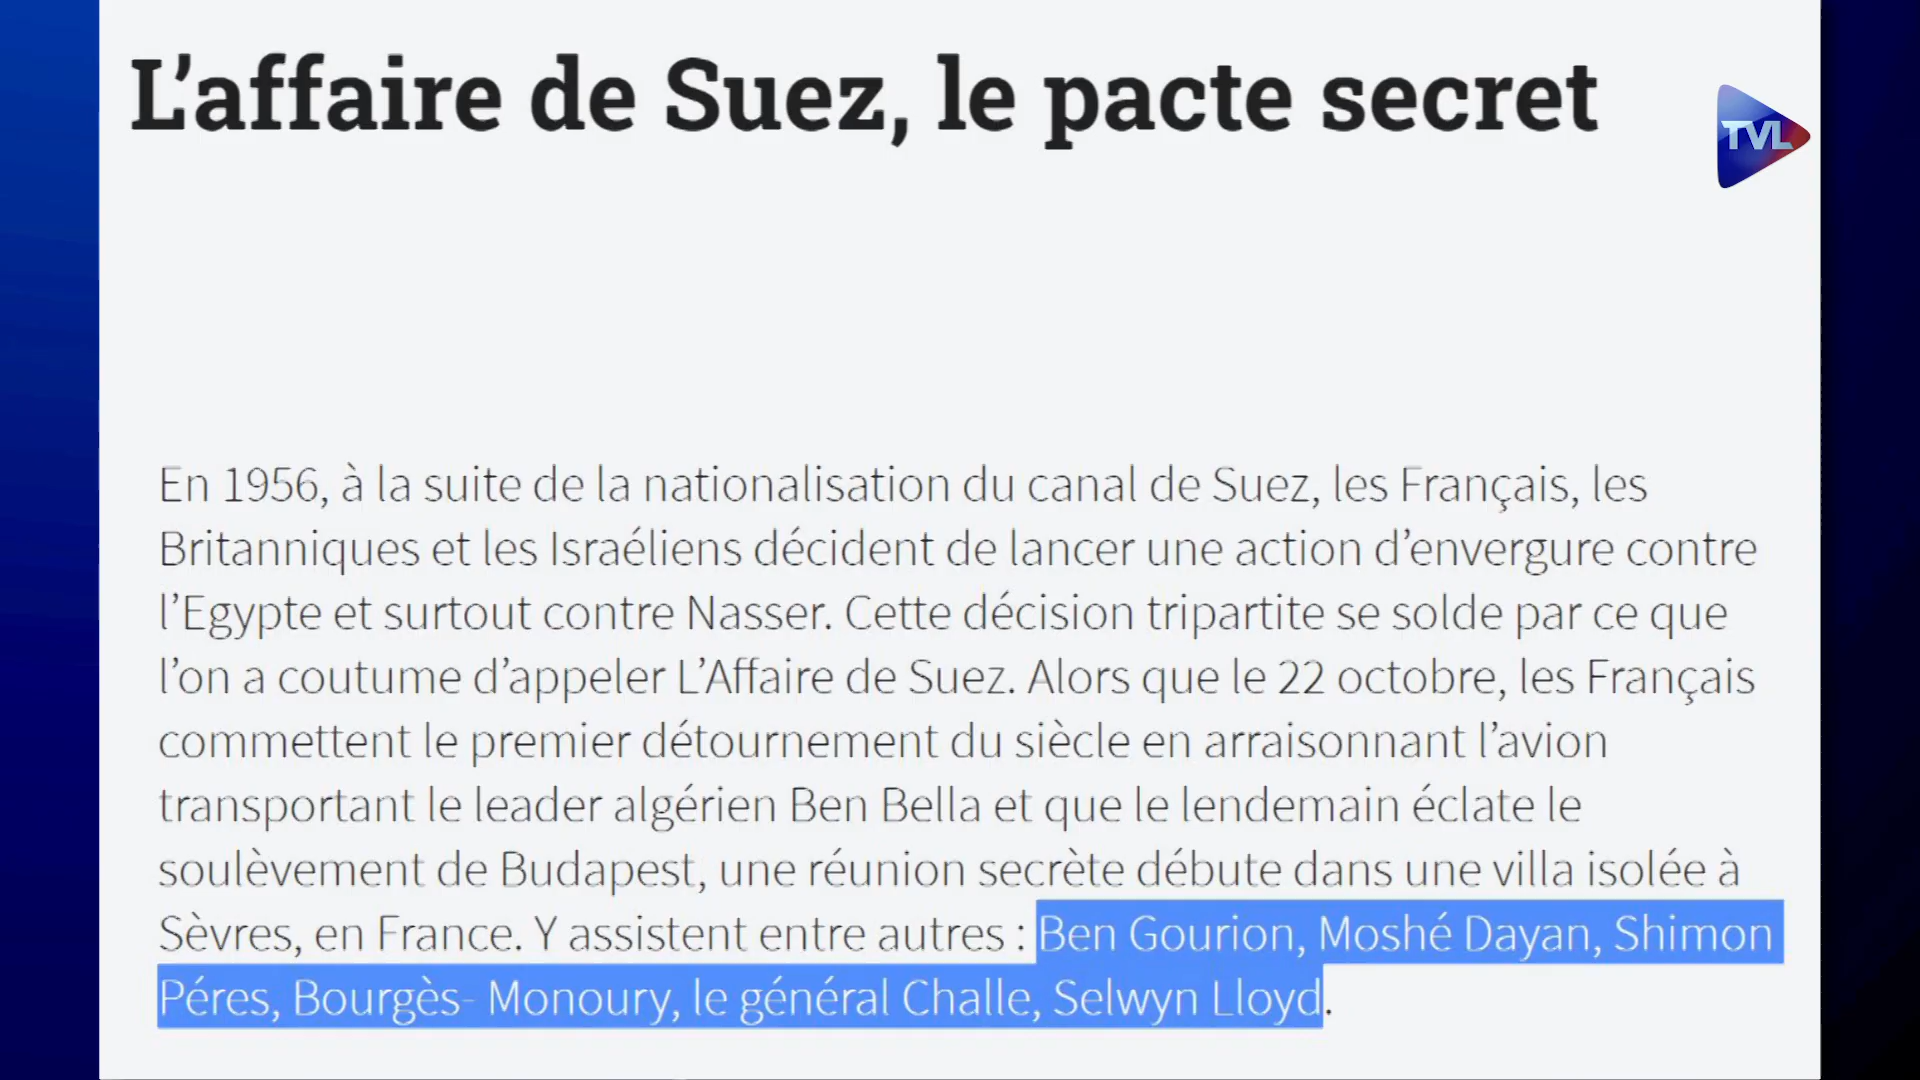 L’affaire de Suez, le pacte secret
TVL
En 1956, à la suite de la nationalisation du canal de Suez, les Français, les
Britanniques et les Israéliens décident de lancer une action d’envergure contre
l’Egypte et surtout contre Nasser. Cette décision tripartite se solde par ce que
l’on a coutume d’appeler L’Affaire de Suez. Alors que le 22 octobre, les Français
commettent le premier détournement du siècle en arraisonnant l’avion
transportant le leader algérien Ben Bella et que le lendemain éclate le
soulèvement de Budapest, une réunion secrète débute dans une villa isolée à
Sèvres, en France. Y assistent entre autres : Ben Gourion, Moshé Dayan, Shimon
Péres, Bourgès- Monoury, le général Challe, Selwyn Lloyd.